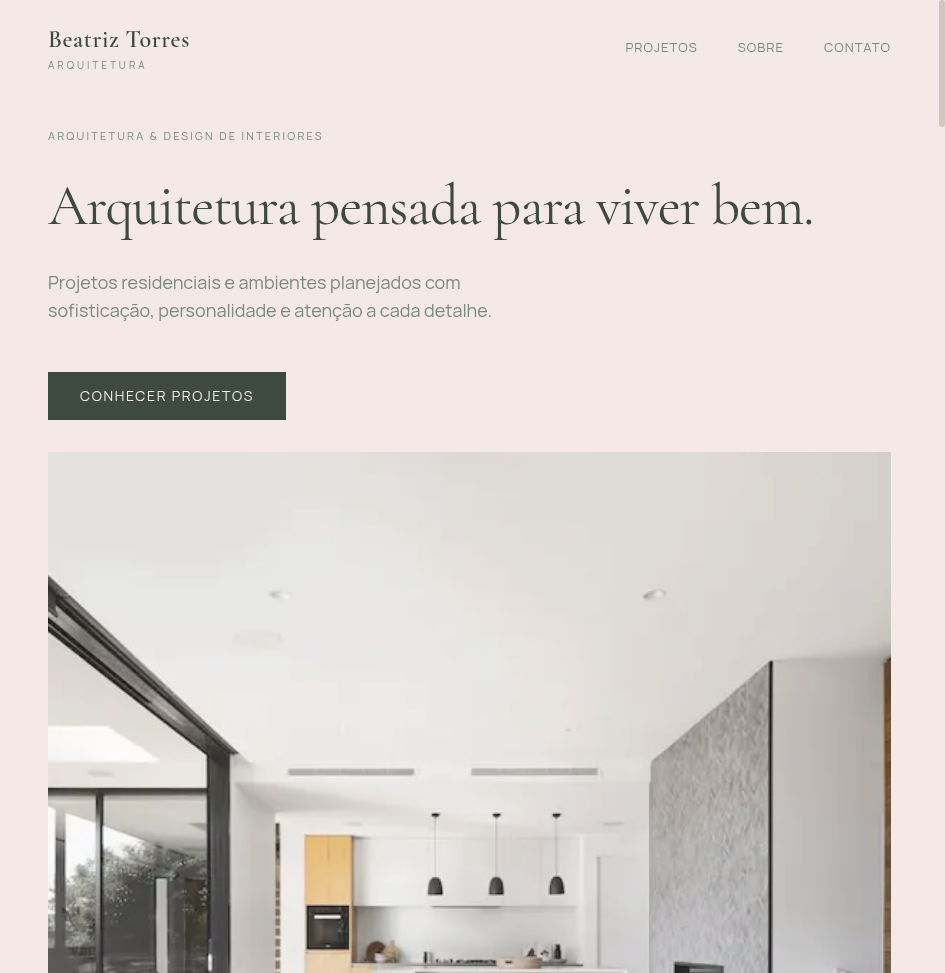 Beatriz Torres
ARQUITETURA
PROJETOS SOBRE CONTATO
ARQUITETURA & DESIGN DE INTERIORES
Arquitetura pensada para viver bem.
Projetos residenciais e ambientes planejados com
sofisticação, personalidade e atenção a cada detalhe.
CONHECER PROJETOS